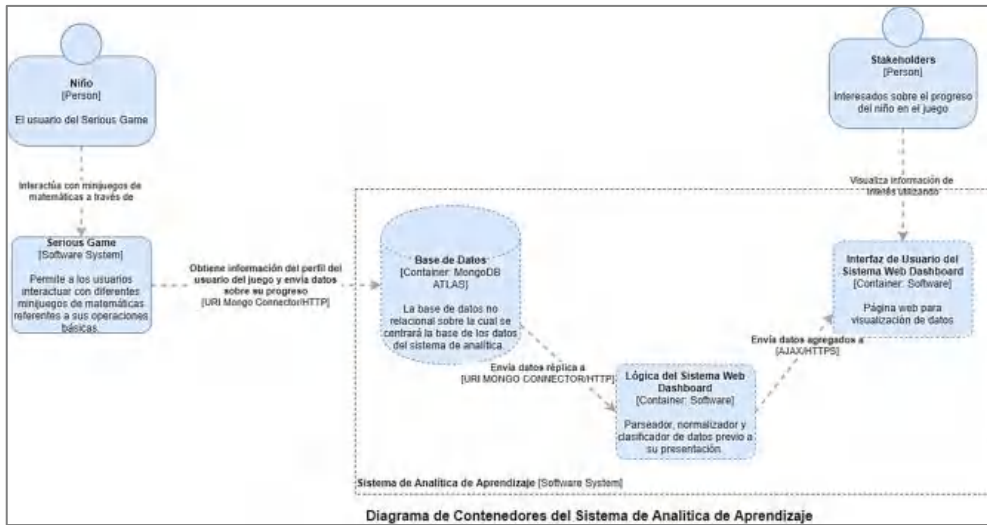 Niño
[Person]
El usuario del Serious Game
Stakeholders
[Person]
Interesados sobre el progreso
del niño en el juego
Interactúa con minijuegos de
matemáticas a través de
Visualiza información de
interés utilizando
Serious Game
[Software System]
Permite a los usuarios
interactuar con diferentes
minijuegos de matemáticas
referentes a sus operaciones
básicas.
Obtiene información del perfil del
usuario del juego y envía datos
sobre su progreso
[URI Mongo Connector/HTTP]
Base de Datos
[Container: MongoDB
ATLAS]
La base de datos no
relacional sobre la cual se
centrará la base de los datos
del sistema de analítica.
Interfaz de Usuario del
Sistema Web Dashboard
[Container: Software]
Página web para
visualización de datos
Envía datos réplica a
[URI MONGO CONNECTOR/HTTP]
Envía datos agregados a
[AJAX/HTTPS]
Lógica del Sistema Web
Dashboard
[Container: Software]
Parseador, normalizador y
clasificador de datos previo a
su presentación
Sistema de Analítica de Aprendizaje [Software System]
Diagrama de Contenedores del Sistema de Analítica de Aprendizaje